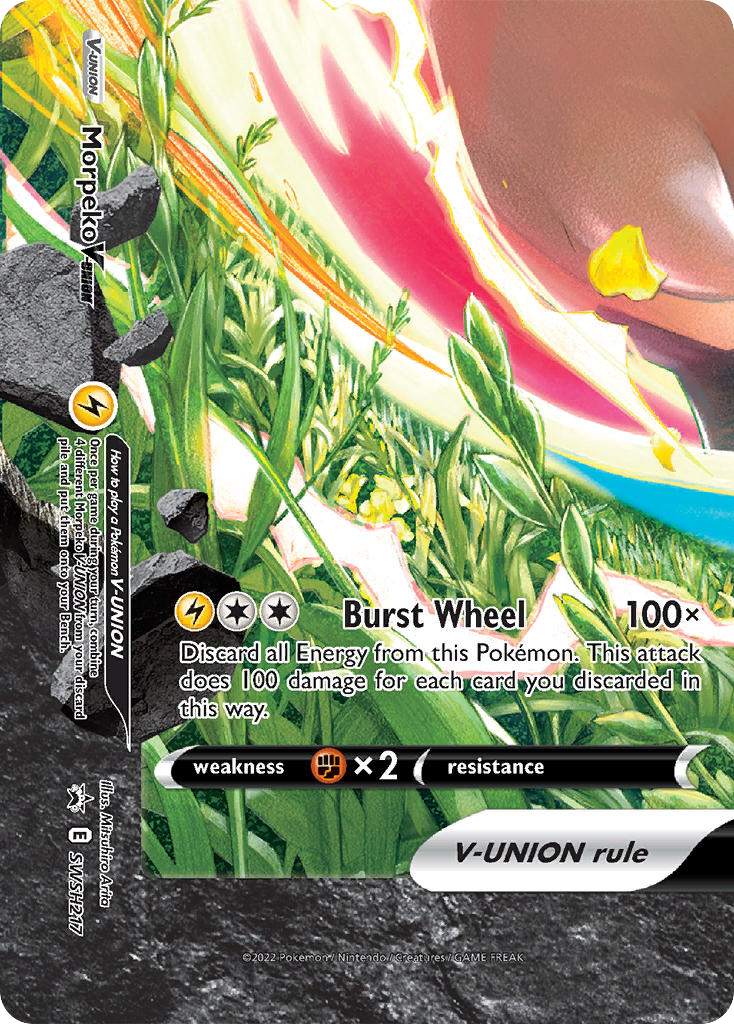 V-UNION
Morpeko V-UNION
How to play a Pokémon V-UNION
Once per game during your turn, combine
4 different Morpeko V-UNION from your discard
pile and put them onto your Bench.
Burst Wheel 100×
Discard all Energy from this Pokémon. This attack
does 100 damage for each card you discarded in
this way.
weakness ×2 resistance
V-UNION rule
Illus. Mitsuhiro Arita
E SWSH217
©2022 Pokémon / Nintendo / Creatures / GAME FREAK